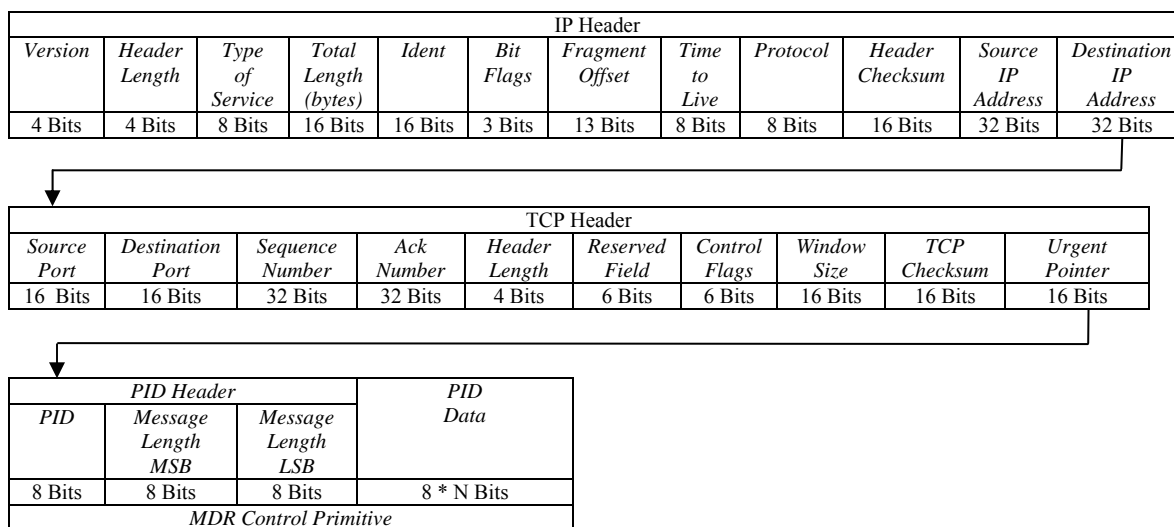 IP Header
Version Header Length Type of Service Total Length (bytes) Ident Bit Flags Fragment Offset Time to Live Protocol Header Checksum Source IP Address Destination IP Address
4 Bits 4 Bits 8 Bits 16 Bits 16 Bits 3 Bits 13 Bits 8 Bits 8 Bits 16 Bits 32 Bits 32 Bits
TCP Header
Source Port Destination Port Sequence Number Ack Number Header Length Reserved Field Control Flags Window Size TCP Checksum Urgent Pointer
16 Bits 16 Bits 32 Bits 32 Bits 4 Bits 6 Bits 6 Bits 16 Bits 16 Bits 16 Bits
PID Header PID Data
PID Message Length MSB Message Length LSB
8 Bits 8 Bits 8 Bits 8 * N Bits
MDR Control Primitive